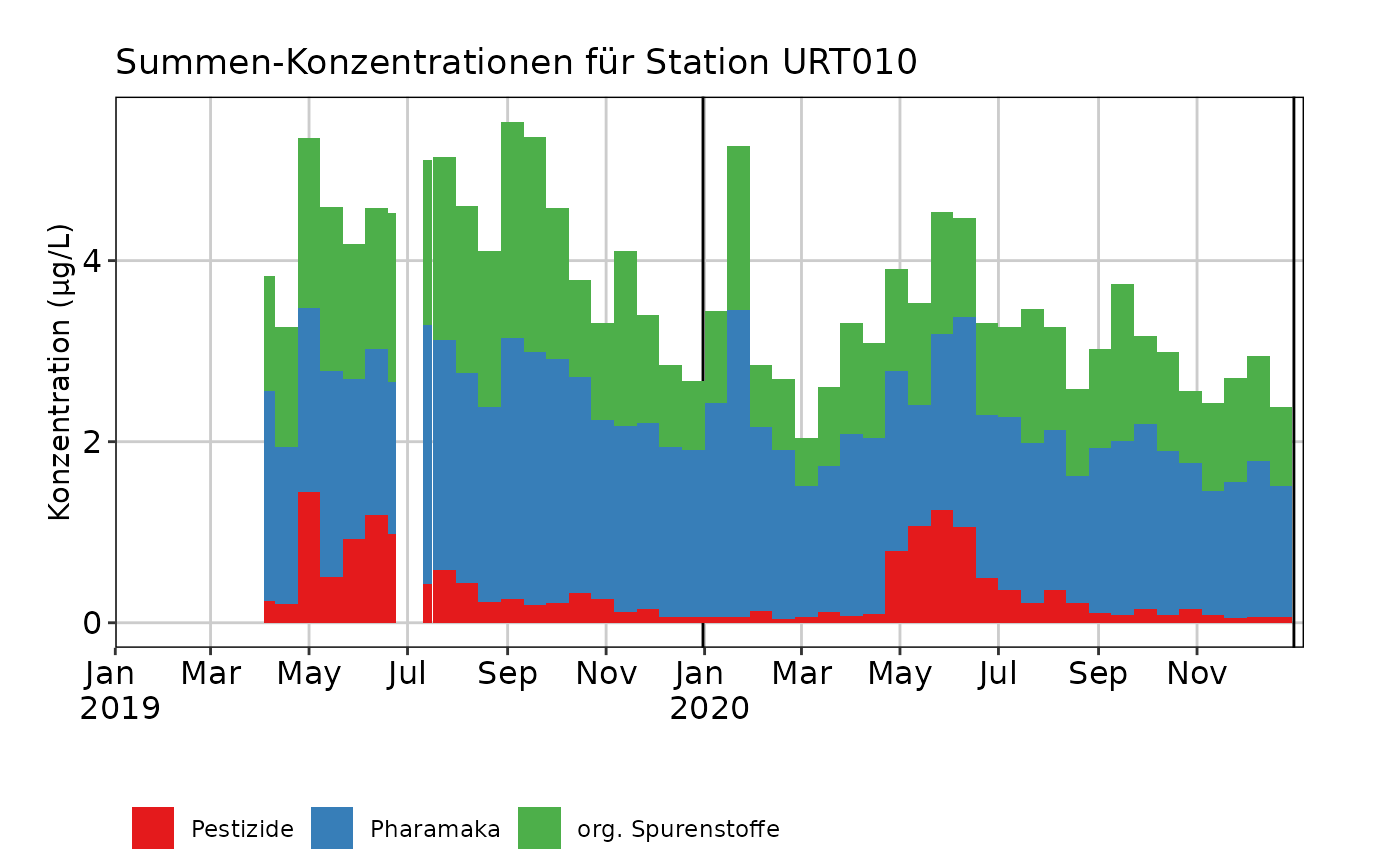 Summen-Konzentrationen für Station URT010
Konzentration (µg/L)
4
2
0
Jan Mar May Jul Sep Nov Jan Mar May Jul Sep Nov
2019 2020
Pestizide Pharamaka org. Spurenstoffe